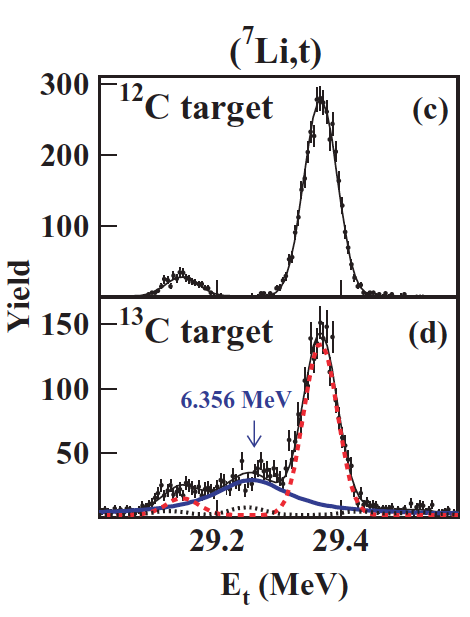 (⁷Li,t)
300
¹²C target
(c)
200
100
Yield
150
¹³C target
(d)
100
6.356 MeV
50
29.2
29.4
Eₜ (MeV)